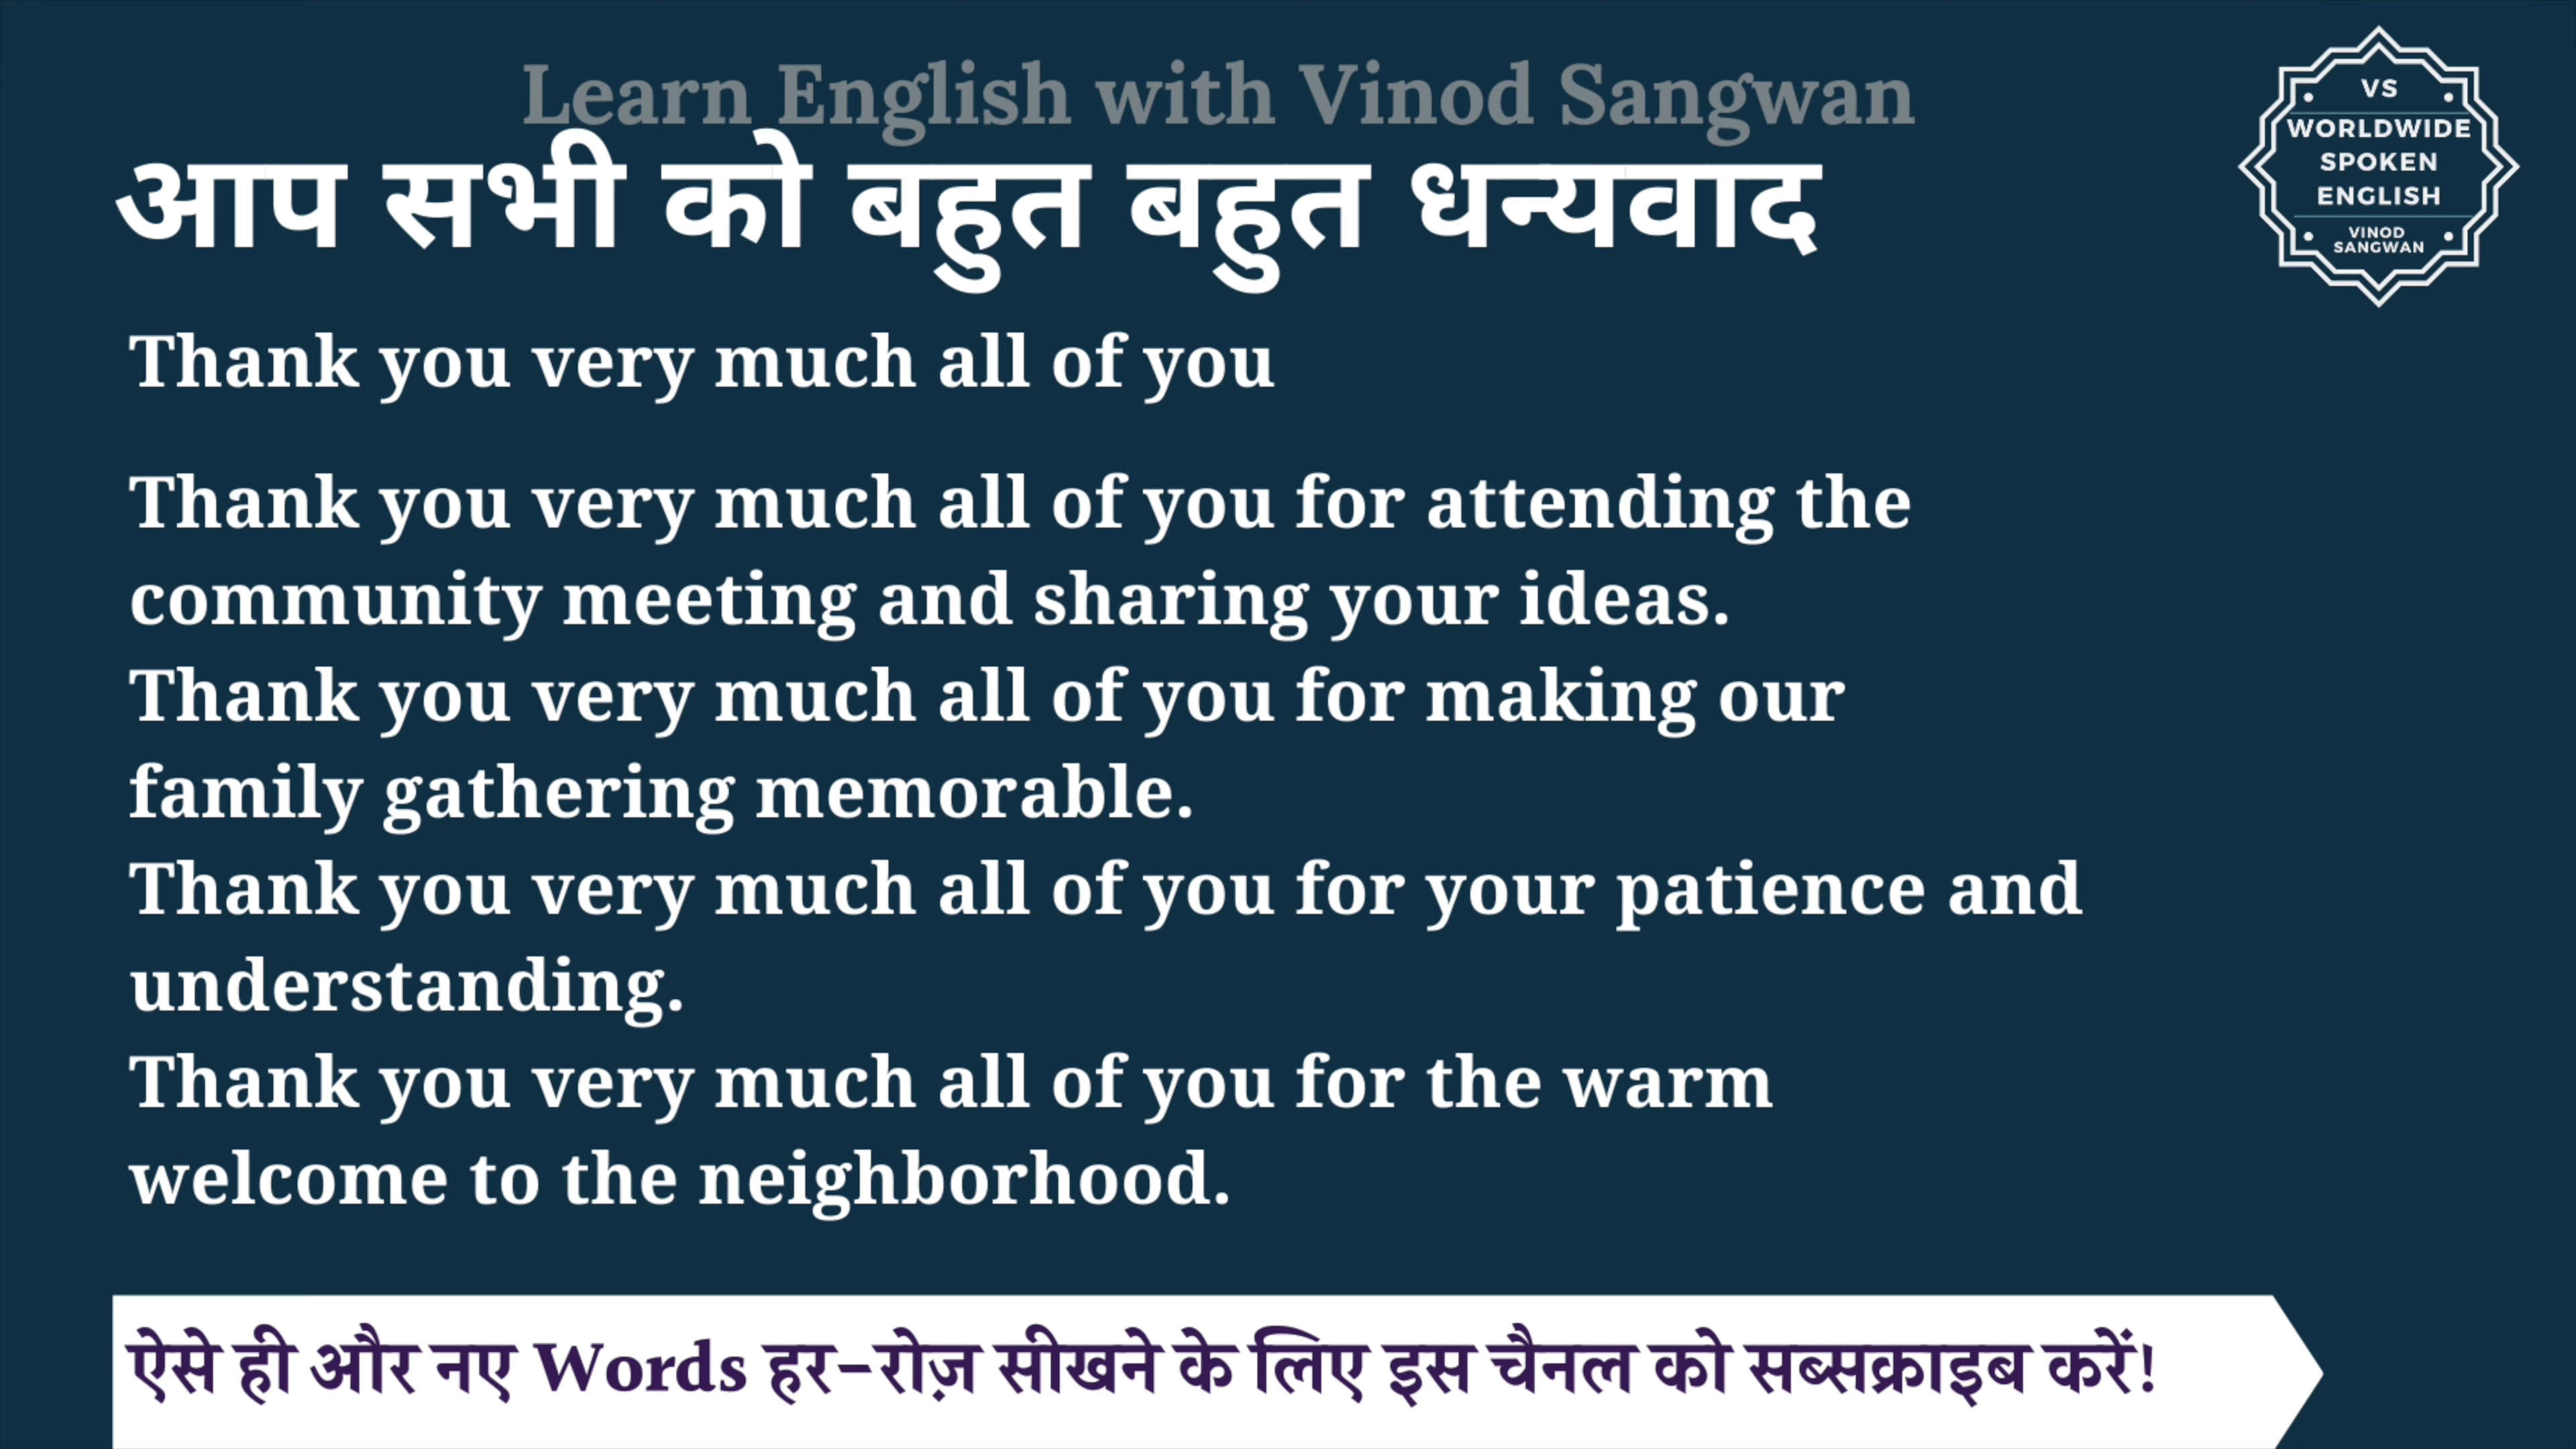 Learn English with Vinod Sangwan
आप सभी को बहुत बहुत धन्यवाद
VS
WORLDWIDE
SPOKEN
ENGLISH
VINOD
SANGWAN
Thank you very much all of you
Thank you very much all of you for attending the
community meeting and sharing your ideas.
Thank you very much all of you for making our
family gathering memorable.
Thank you very much all of you for your patience and
understanding.
Thank you very much all of you for the warm
welcome to the neighborhood.
ऐसे ही और नए Words हर-रोज़ सीखने के लिए इस चैनल को सब्सक्राइब करें!